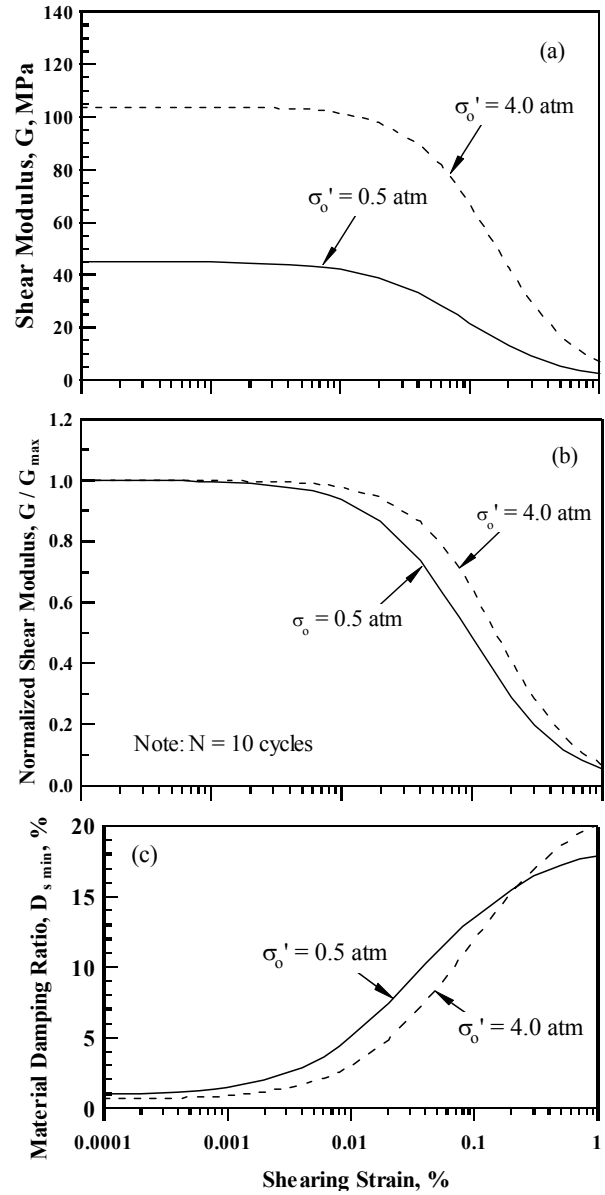 140
(a)
120
100
80
60
40
20
0
Shear Modulus, G, MPa
σo' = 4.0 atm
σo' = 0.5 atm
1.2
(b)
1.0
0.8
0.6
0.4
0.2
0.0
Normalized Shear Modulus, G / Gmax
σo' = 4.0 atm
σo = 0.5 atm
Note: N = 10 cycles
20
(c)
15
10
5
0
Material Damping Ratio, Ds min, %
σo' = 0.5 atm
σo' = 4.0 atm
0.0001 0.001 0.01 0.1 1
Shearing Strain, %